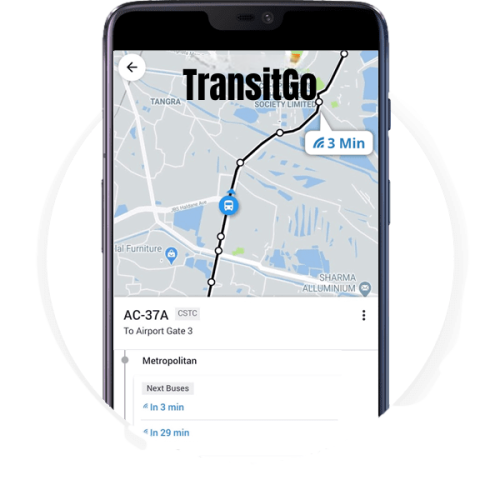 TransitGo
TANGRA
SOCIETY LIMITED
3 Min
lal Furniture
SHARMA
ALLUMINIUM
AC-37A CSTC
To Airport Gate 3
Metropolitan
Next Buses
In 3 min
In 29 min